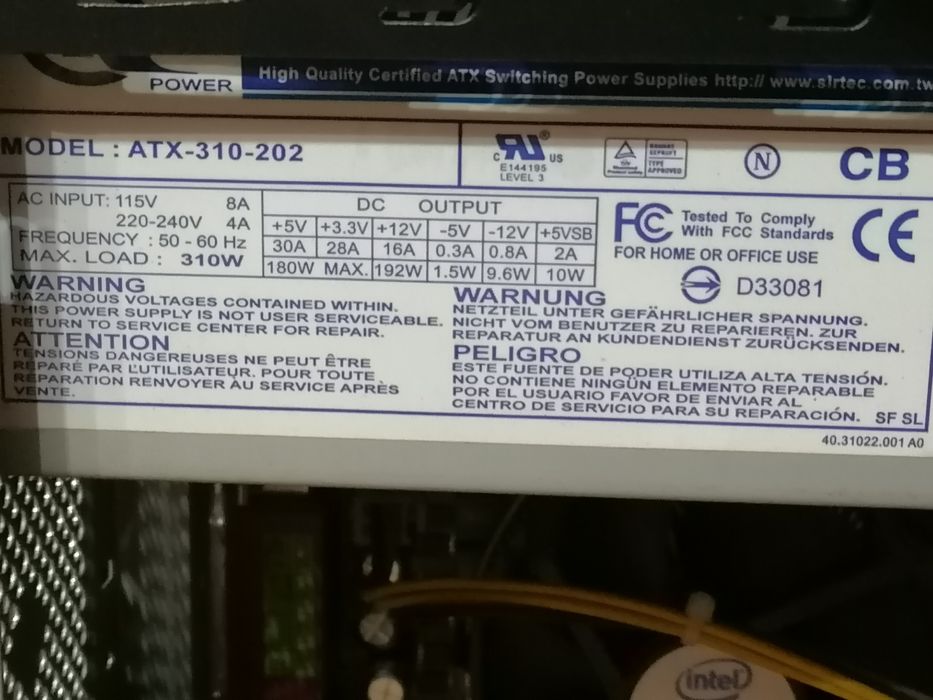 POWER
High Quality Certified ATX Switching Power Supplies http:// www.sirtec.com.tw
MODEL : ATX-310-202
c RU ® US
E144195
LEVEL 3
N
CB
AC INPUT: 115V 8A
220-240V 4A
FREQUENCY : 50 - 60 Hz
MAX. LOAD : 310W
DC OUTPUT
+5V +3.3V +12V -5V -12V +5VSB
30A 28A 16A 0.3A 0.8A 2A
180W MAX. 192W 1.5W 9.6W 10W
FC Tested To Comply
With FCC Standards
FOR HOME OR OFFICE USE
CE
D33081
WARNING
HAZARDOUS VOLTAGES CONTAINED WITHIN.
THIS POWER SUPPLY IS NOT USER SERVICEABLE.
RETURN TO SERVICE CENTER FOR REPAIR.
ATTENTION
TENSIONS DANGEREUSES NE PEUT ÊTRE
REPARÉ PAR L'UTILISATEUR. POUR TOUTE
RÉPARATION RENVOYER AU SERVICE APRÈS
VENTE.
WARNUNG
NETZTEIL UNTER GEFÄHRLICHER SPANNUNG.
NICHT VOM BENUTZER ZU REPARIEREN. ZUR
REPARATUR AN KUNDENDIENST ZURÜCKSENDEN.
PELIGRO
ESTE FUENTE DE PODER UTILIZA ALTA TENSIÓN.
NO CONTIENE NINGÚN ELEMENTO REPARABLE
POR EL USUARIO FAVOR DE ENVIAR AL
CENTRO DE SERVICIO PARA SU REPARACIÓN. SF SL
40.31022.001 A0
intel